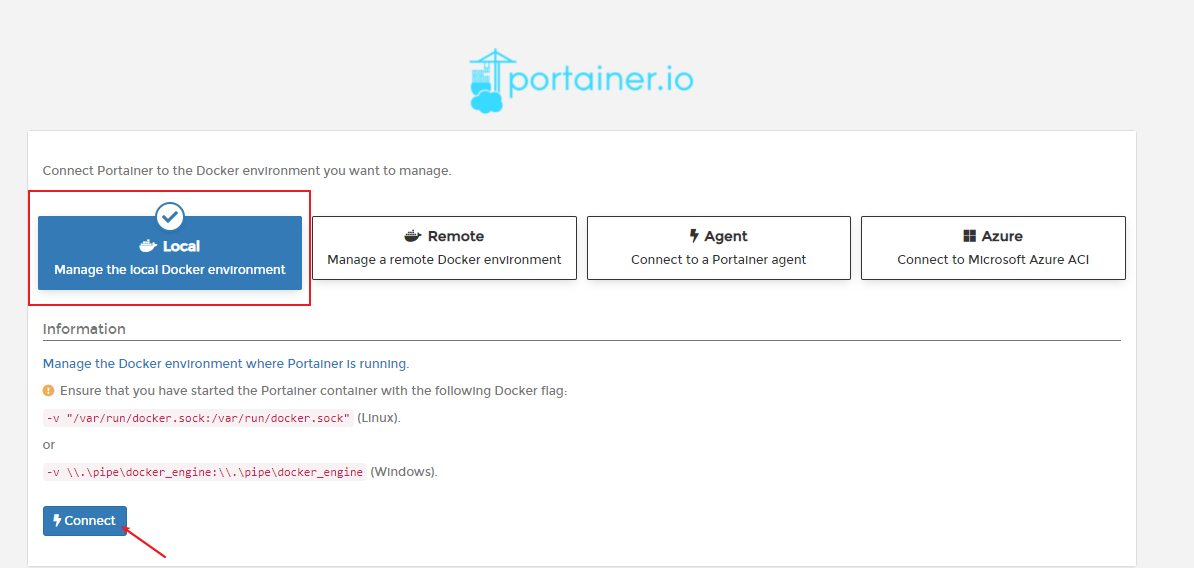 portainer.io
Connect Portainer to the Docker environment you want to manage.
Local
Manage the local Docker environment
Remote
Manage a remote Docker environment
Agent
Connect to a Portainer agent
Azure
Connect to Microsoft Azure ACI
Information
Manage the Docker environment where Portainer is running.
Ensure that you have started the Portainer container with the following Docker flag:
-v "/var/run/docker.sock:/var/run/docker.sock" (Linux).
or
-v \\.\pipe\docker_engine:\\.\pipe\docker_engine (Windows).
Connect